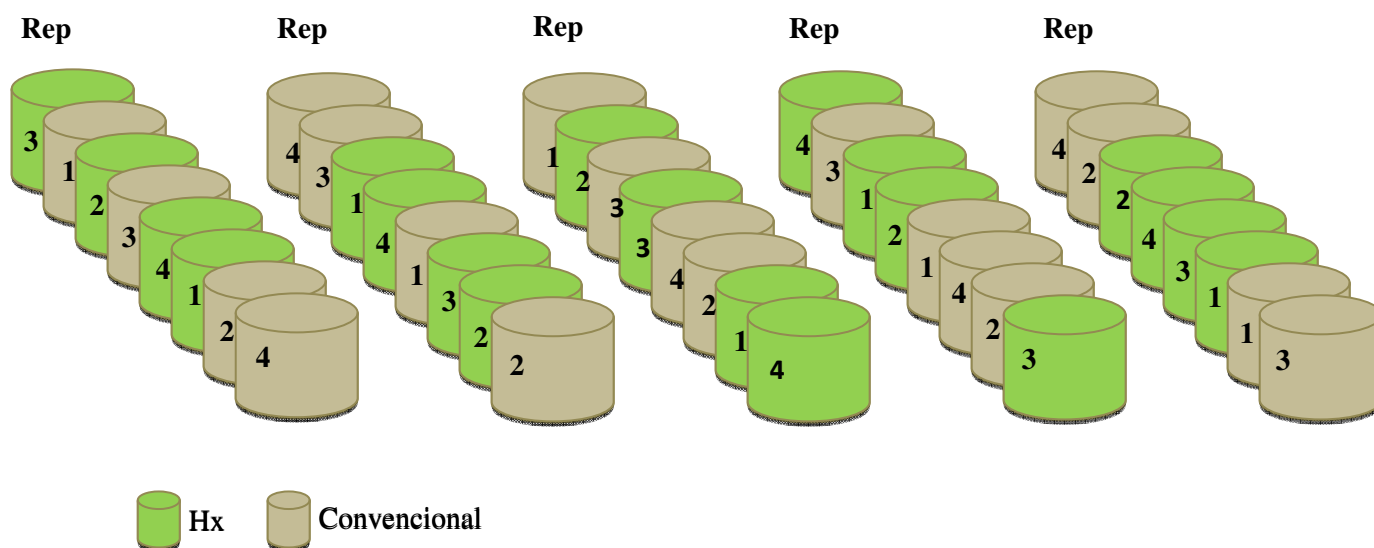 Rep Rep Rep Rep Rep
3 4 1 4 4
1 3 2 3 2
2 1 3 1 2
3 4 3 2 4
4 1 4 1 3
1 3 2 4 1
2 2 1 2 1
4 2 4 3 3
Hx Convencional